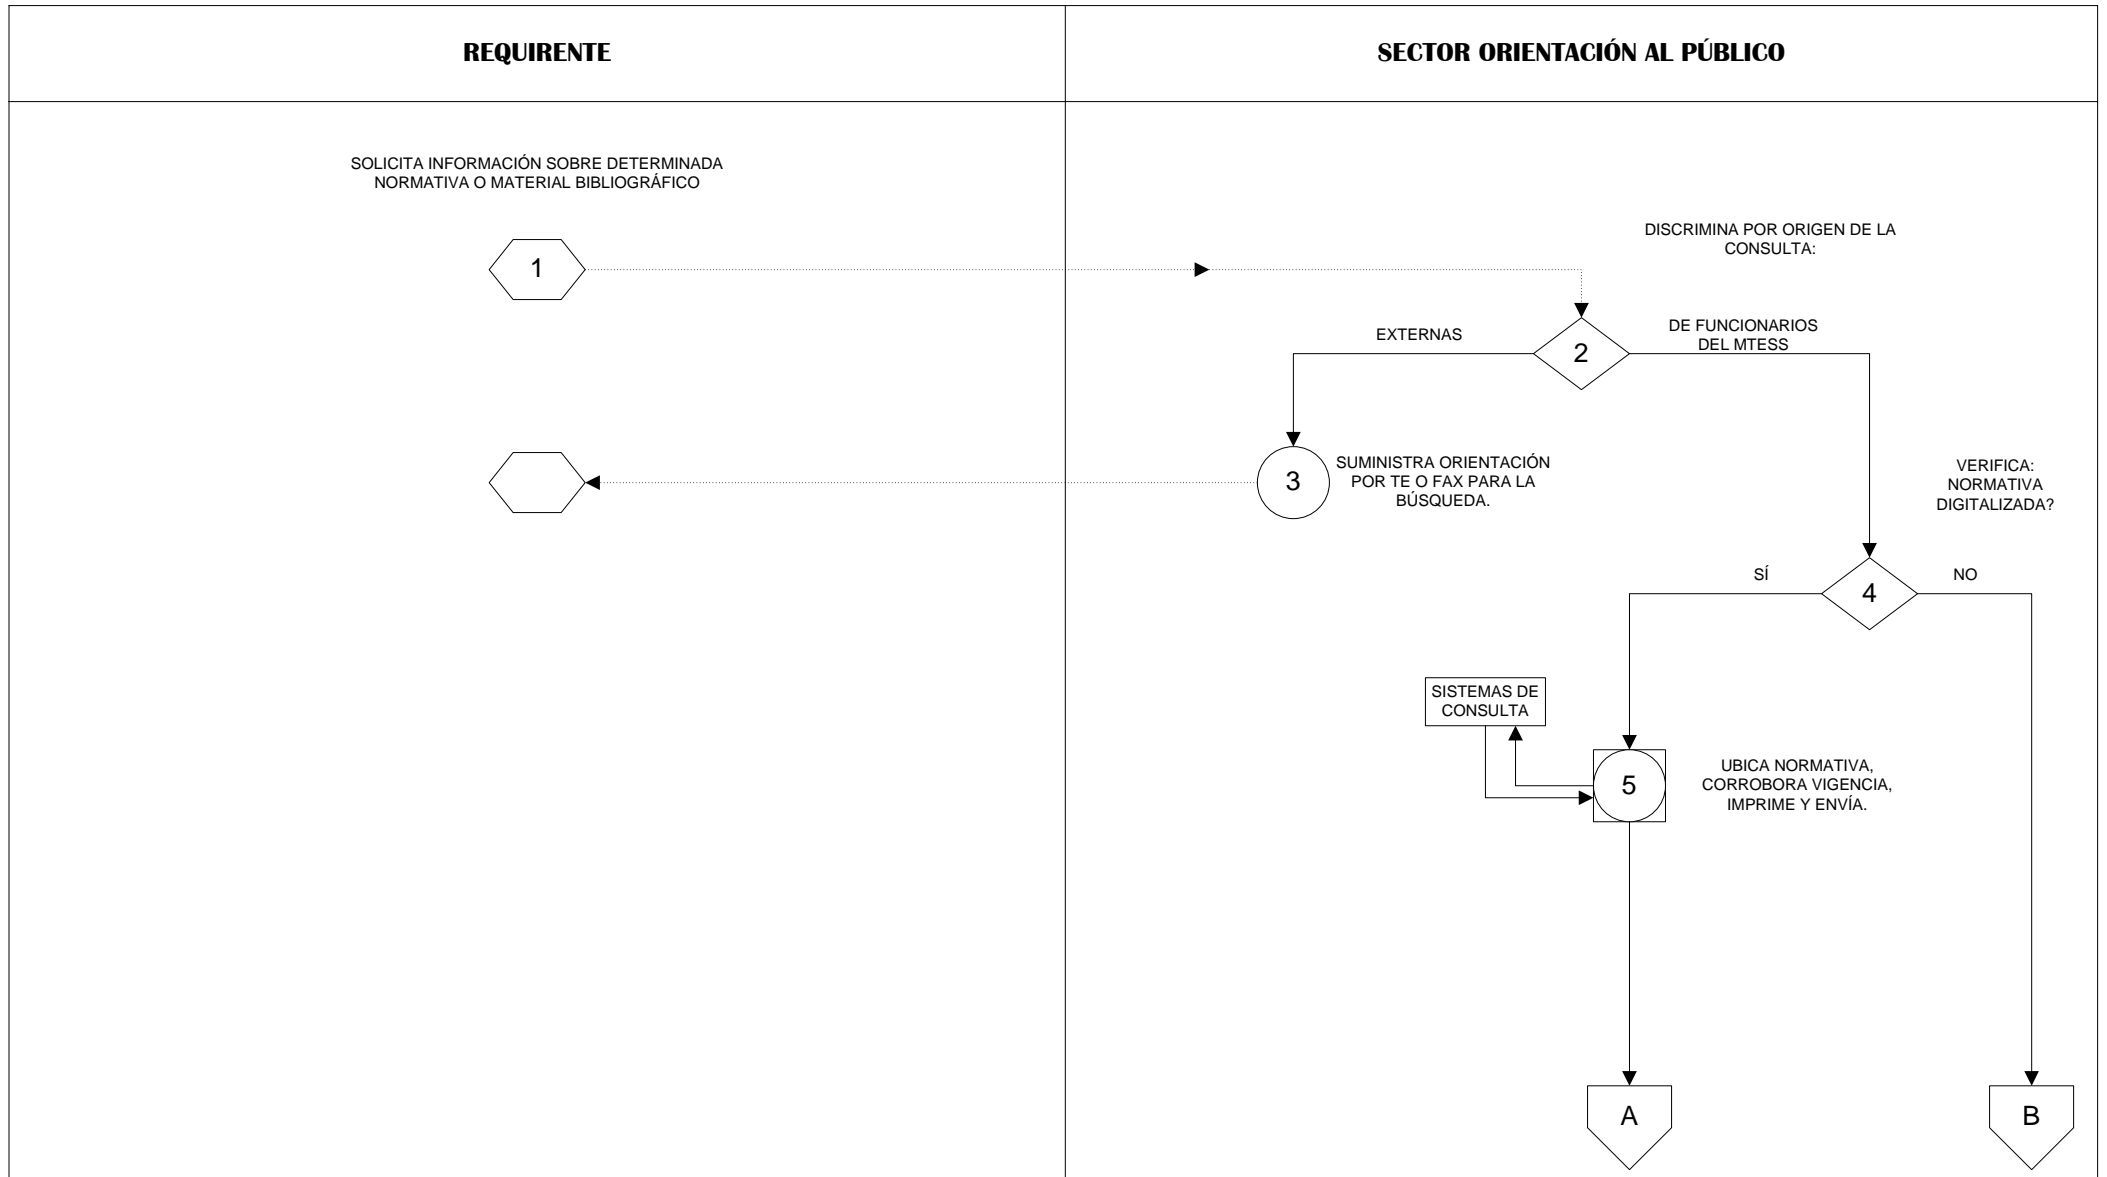 REQUIRENTE
SECTOR ORIENTACIÓN AL PÚBLICO
SOLICITA INFORMACIÓN SOBRE DETERMINADA
NORMATIVA O MATERIAL BIBLIOGRÁFICO
DISCRIMINA POR ORIGEN DE LA
CONSULTA:
1
EXTERNAS
2
DE FUNCIONARIOS
DEL MTESS
3
SUMINISTRA ORIENTACIÓN
POR TE O FAX PARA LA
BÚSQUEDA.
VERIFICA:
NORMATIVA
DIGITALIZADA?
SÍ
4
NO
SISTEMAS DE
CONSULTA
5
UBICA NORMATIVA,
CORROBORA VIGENCIA,
IMPRIME Y ENVÍA.
A
B